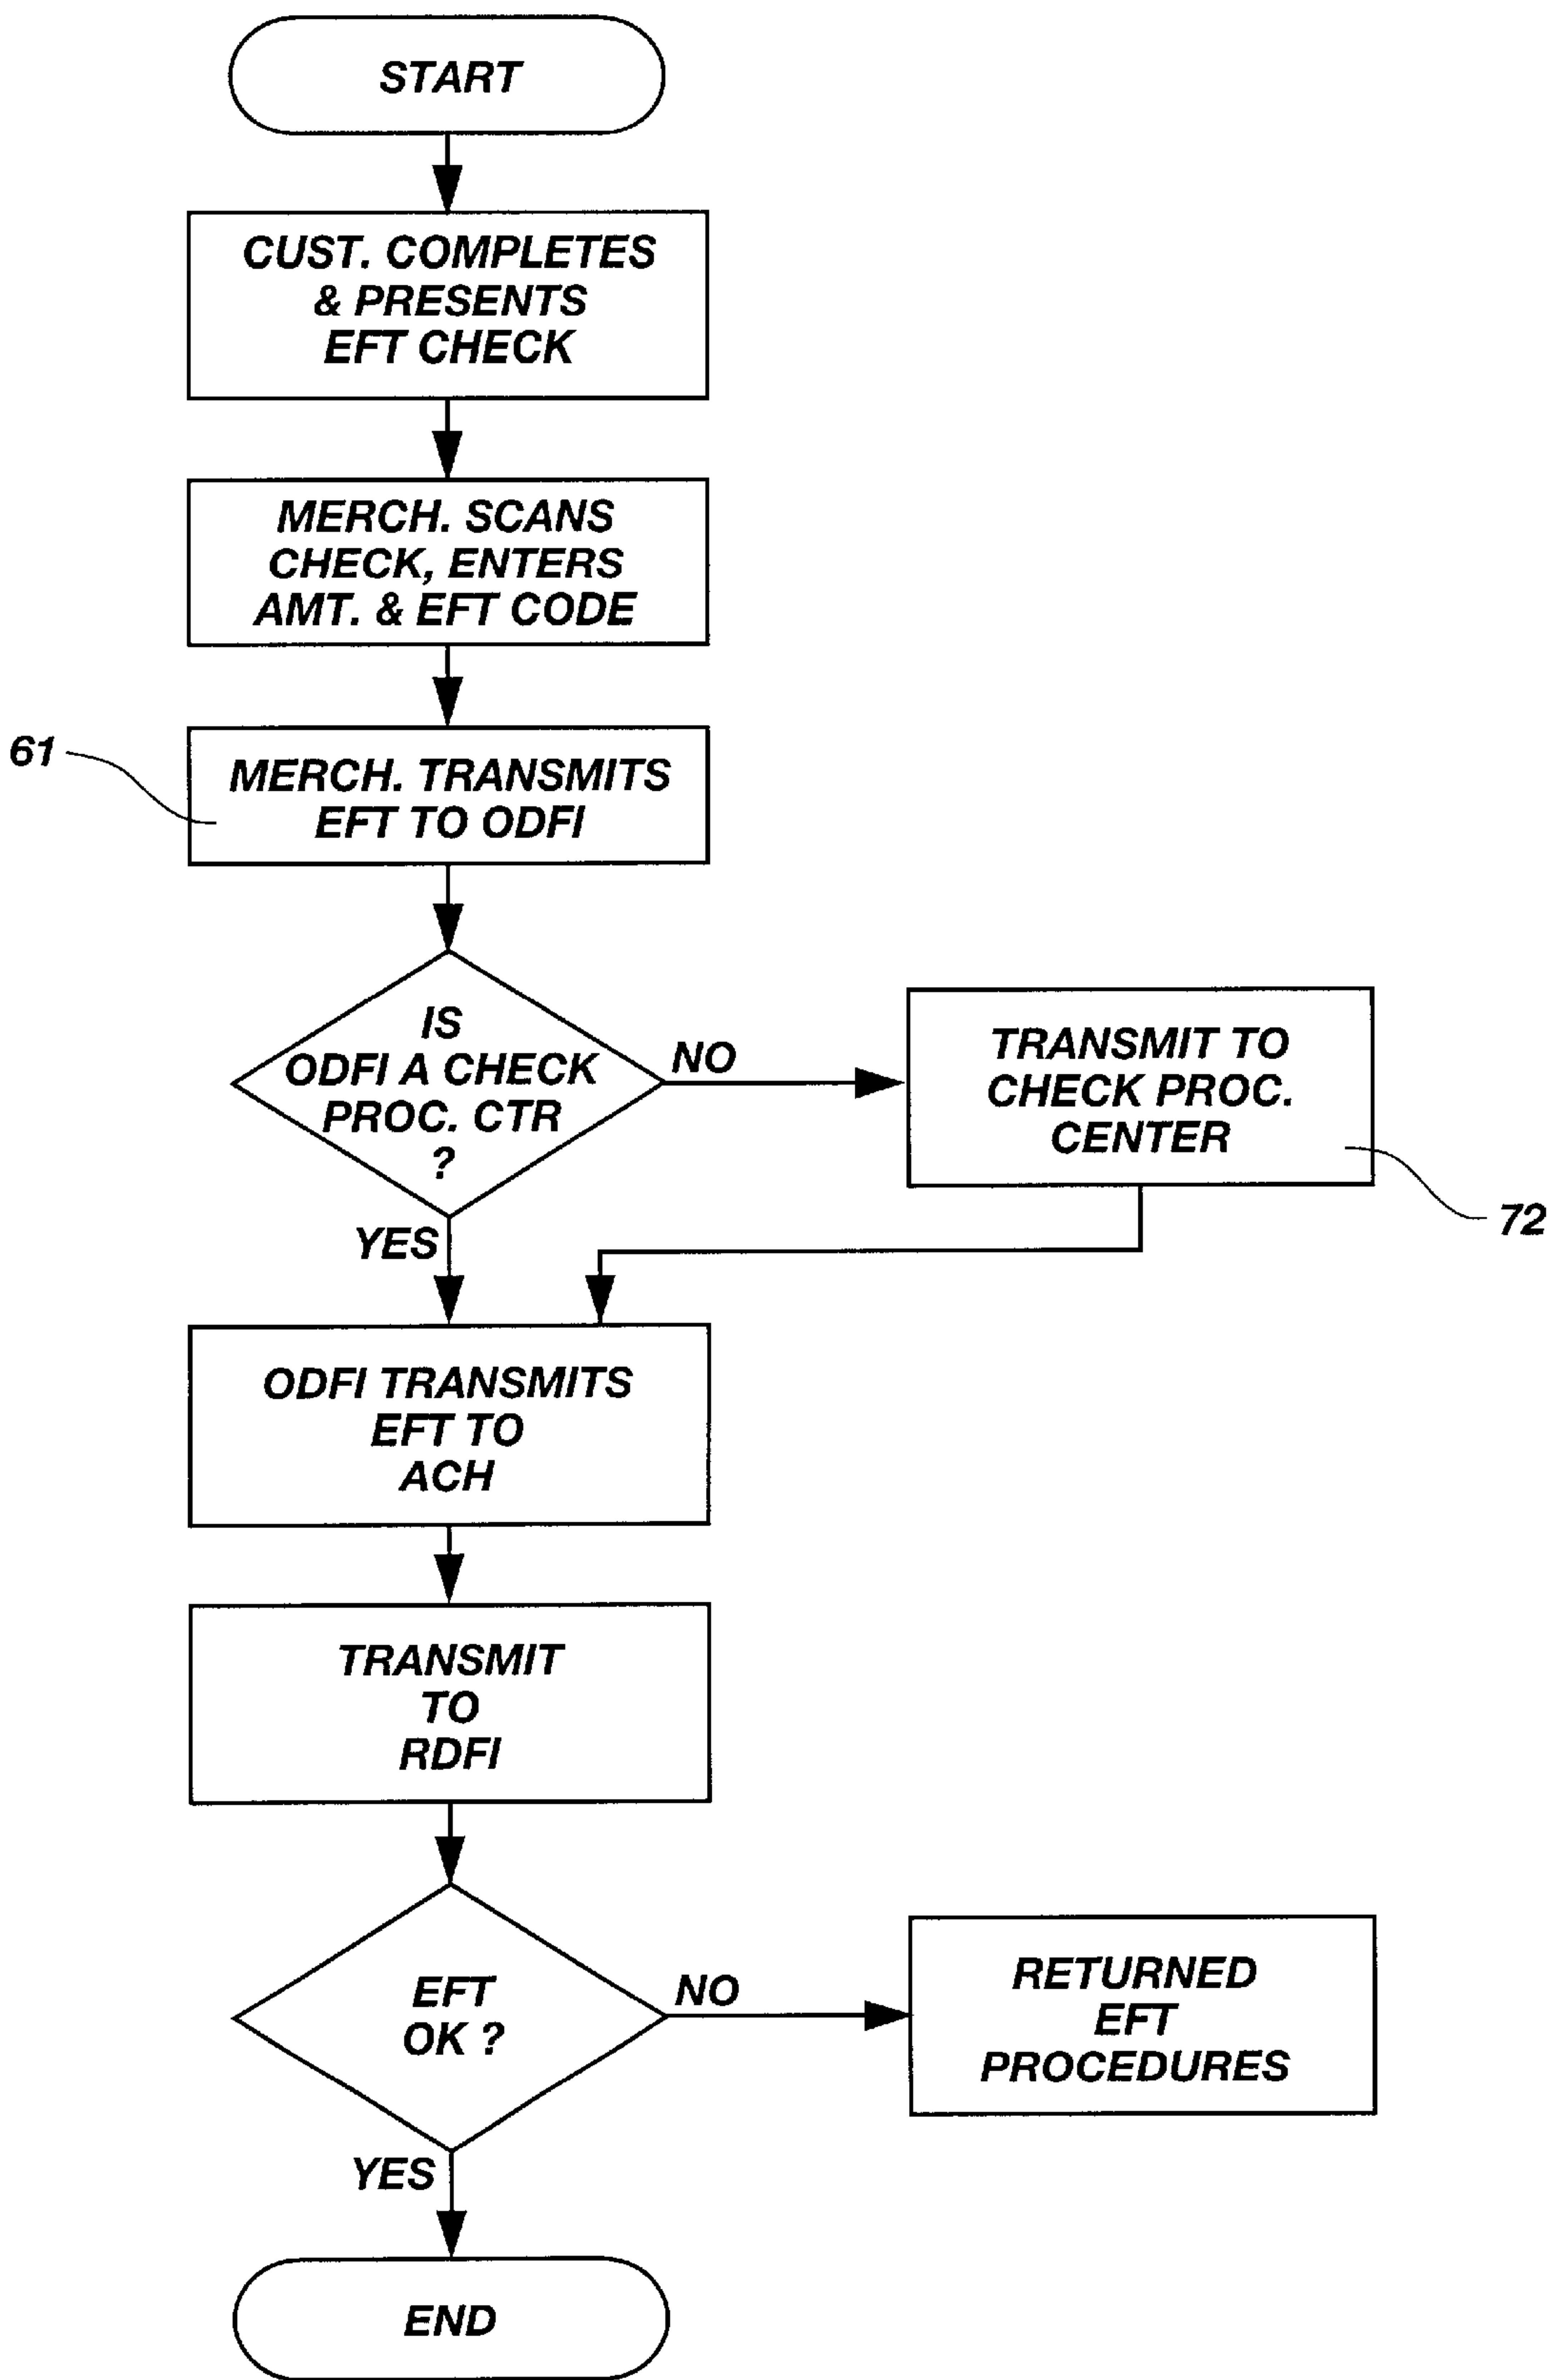 START
CUST. COMPLETES
& PRESENTS
EFT CHECK
MERCH. SCANS
CHECK, ENTERS
AMT. & EFT CODE
61
MERCH. TRANSMITS
EFT TO ODFI
IS
ODFI A CHECK
PROC. CTR
?
NO
TRANSMIT TO
CHECK PROC.
CENTER
72
YES
ODFI TRANSMITS
EFT TO
ACH
TRANSMIT
TO
RDFI
EFT
OK ?
NO
RETURNED
EFT
PROCEDURES
YES
END